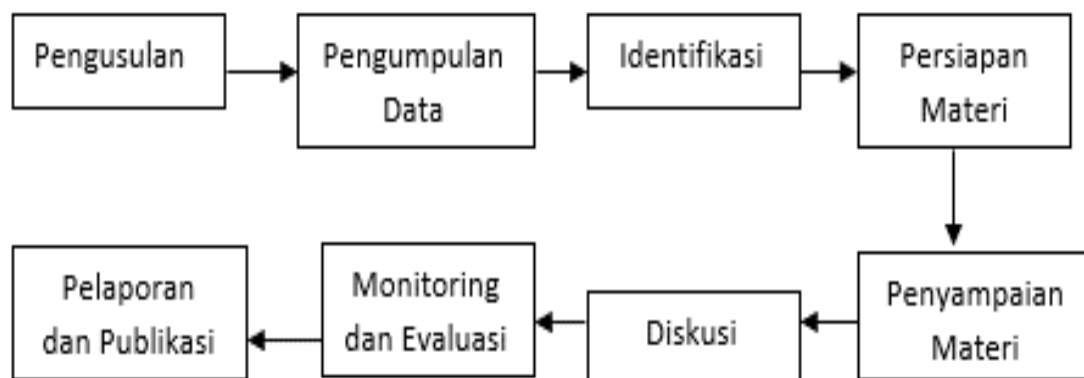 Pengusulan
Pengumpulan
Data
Identifikasi
Persiapan
Materi
Penyampaian
Materi
Diskusi
Monitoring
dan Evaluasi
Pelaporan
dan Publikasi